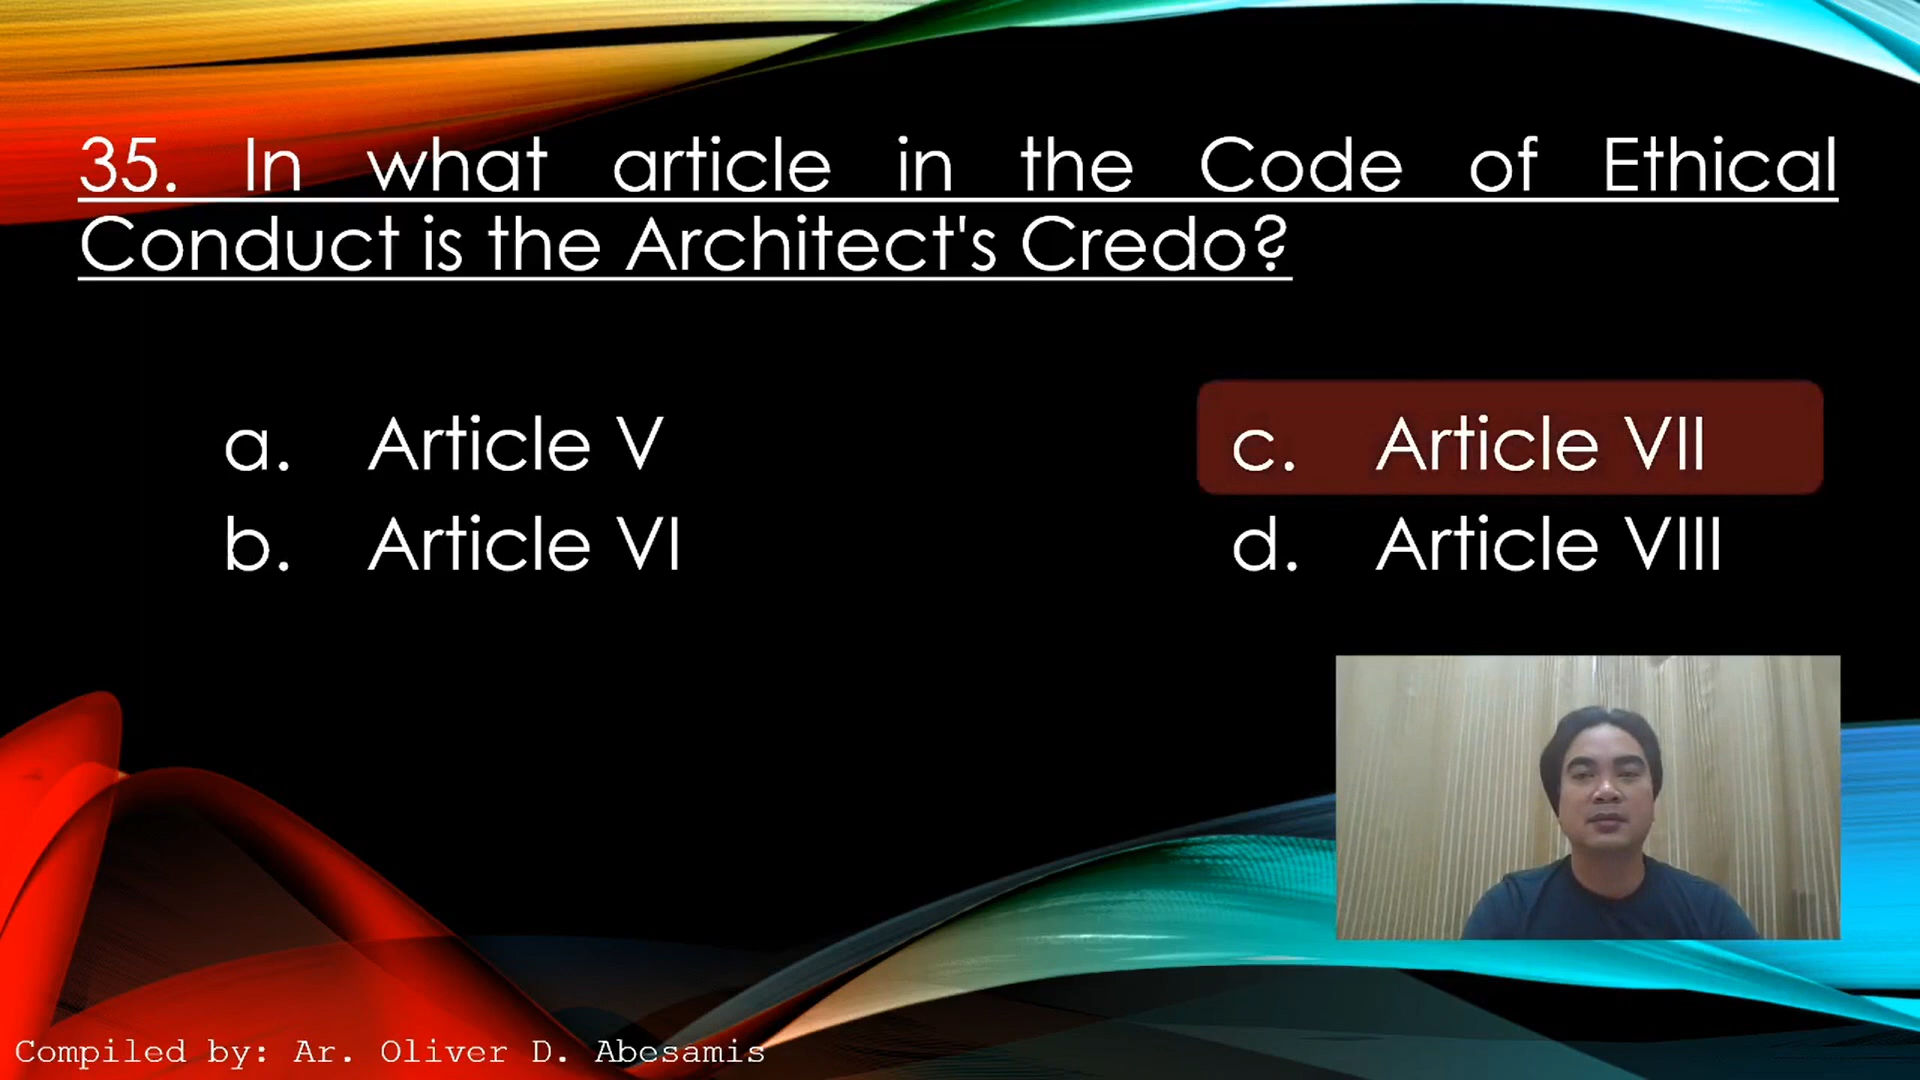 35. In what article in the Code of Ethical
Conduct is the Architect's Credo?
a. Article V
b. Article VI
c. Article VII
d. Article VIII
Compiled by: Ar. Oliver D. Abesamis